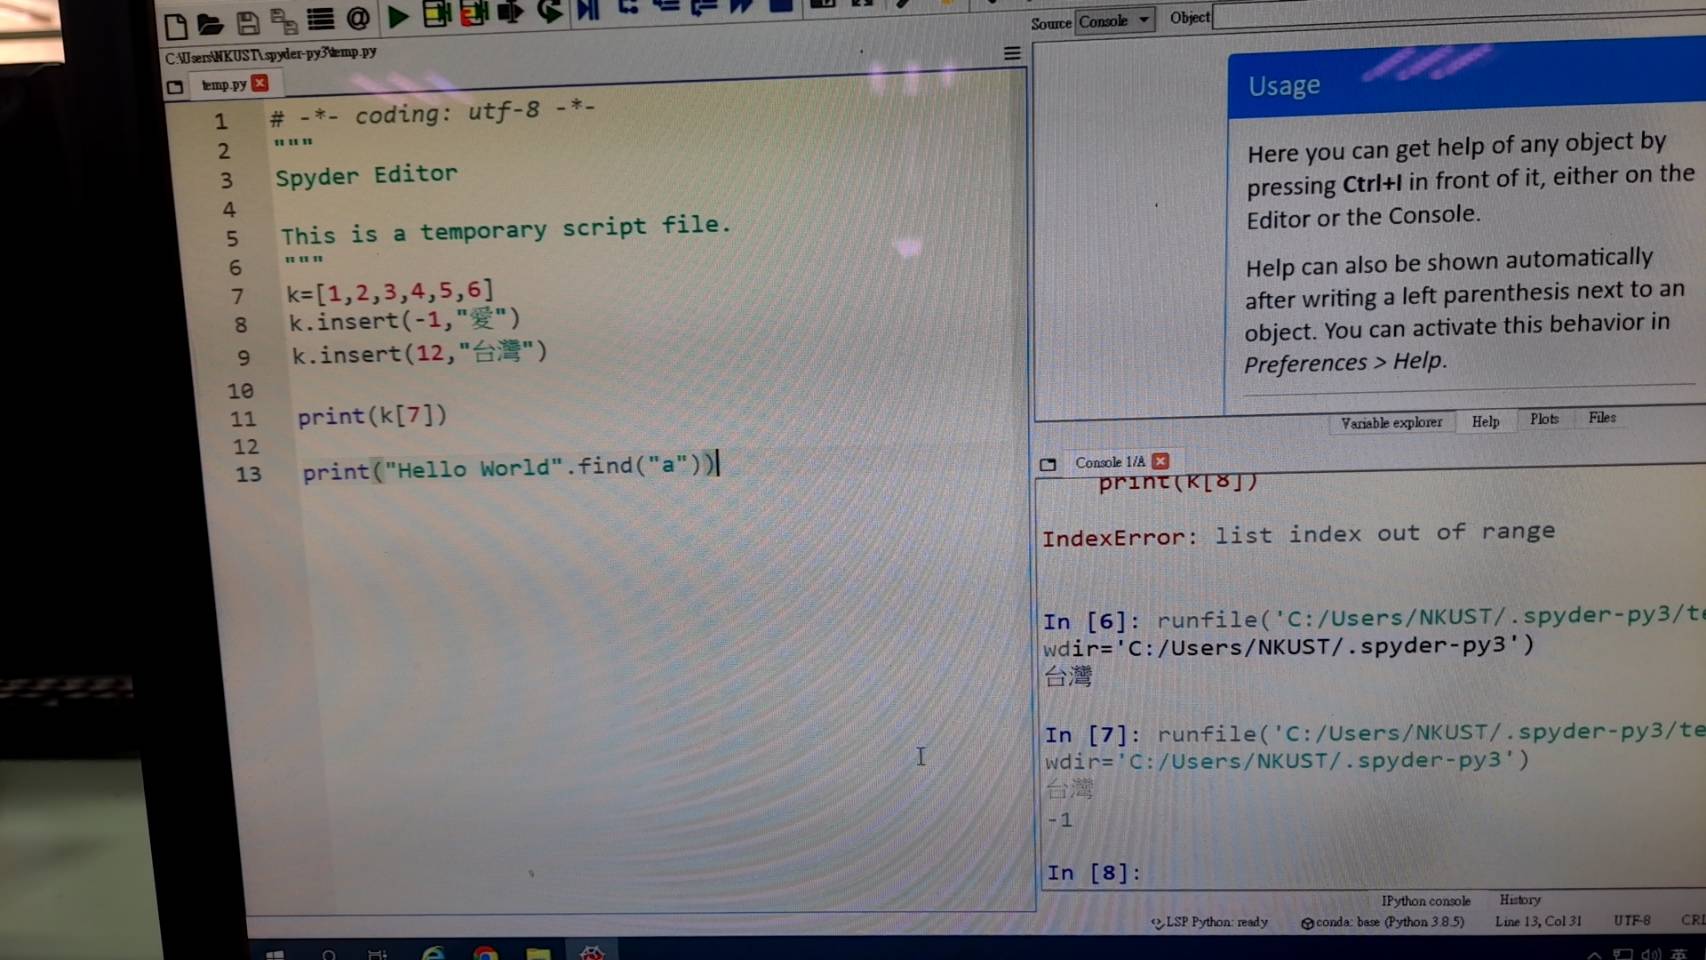 Source Console Object
C:\Users\NKUST\.spyder-py3\temp.py
temp.py
1 # -*- coding: utf-8 -*-
2 """
3 Spyder Editor
4
5 This is a temporary script file.
6 """
7 k=[1,2,3,4,5,6]
8 k.insert(-1,"愛")
9 k.insert(12,"台灣")
10
11 print(k[7])
12
13 print("Hello World".find("a"))
Usage
Here you can get help of any object by
pressing Ctrl+I in front of it, either on the
Editor or the Console.
Help can also be shown automatically
after writing a left parenthesis next to an
object. You can activate this behavior in
Preferences > Help.
Variable explorer Help Plots Files
Console 1/A
print(k[8])
IndexError: list index out of range
In [6]: runfile('C:/Users/NKUST/.spyder-py3/te
wdir='C:/Users/NKUST/.spyder-py3')
台灣
In [7]: runfile('C:/Users/NKUST/.spyder-py3/te
wdir='C:/Users/NKUST/.spyder-py3')
台灣
-1
In [8]:
IPython console History
LSP Python: ready conda: base (Python 3.8.5) Line 13, Col 31 UTF-8 CRL
英